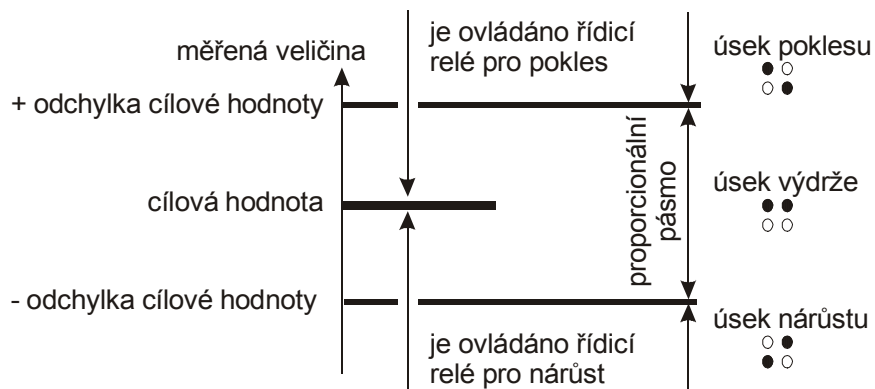 měřená veličina
+ odchylka cílové hodnoty
cílová hodnota
- odchylka cílové hodnoty
je ovládáno řídicí
relé pro pokles
je ovládáno řídicí
relé pro nárůst
proporcionální
pásmo
úsek poklesu
úsek výdrže
úsek nárůstu